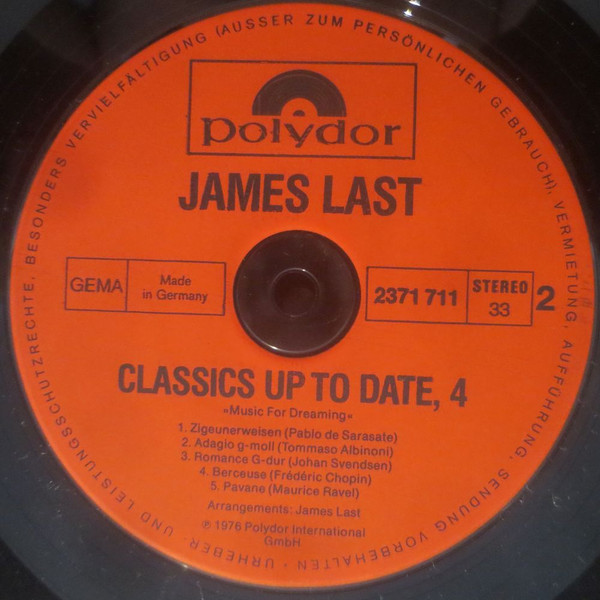 URHEBER- UND LEISTUNGSSCHUTZRECHTE, BESONDERS VERVIELFÄLTIGUNG (AUSSER ZUM PERSÖNLICHEN GEBRAUCH), VERMIETUNG, AUFFÜHRUNG, SENDUNG VORBEHALTEN ·
polydor
JAMES LAST
GEMA
Made
in Germany
2371 711
STEREO
33
2
CLASSICS UP TO DATE, 4
»Music For Dreaming«
1. Zigeunerweisen (Pablo de Sarasate)
2. Adagio g-moll (Tommaso Albinoni)
3. Romance G-dur (Johan Svendsen)
4. Berceuse (Frédéric Chopin)
5. Pavane (Maurice Ravel)
Arrangements: James Last
℗ 1976 Polydor International
GmbH